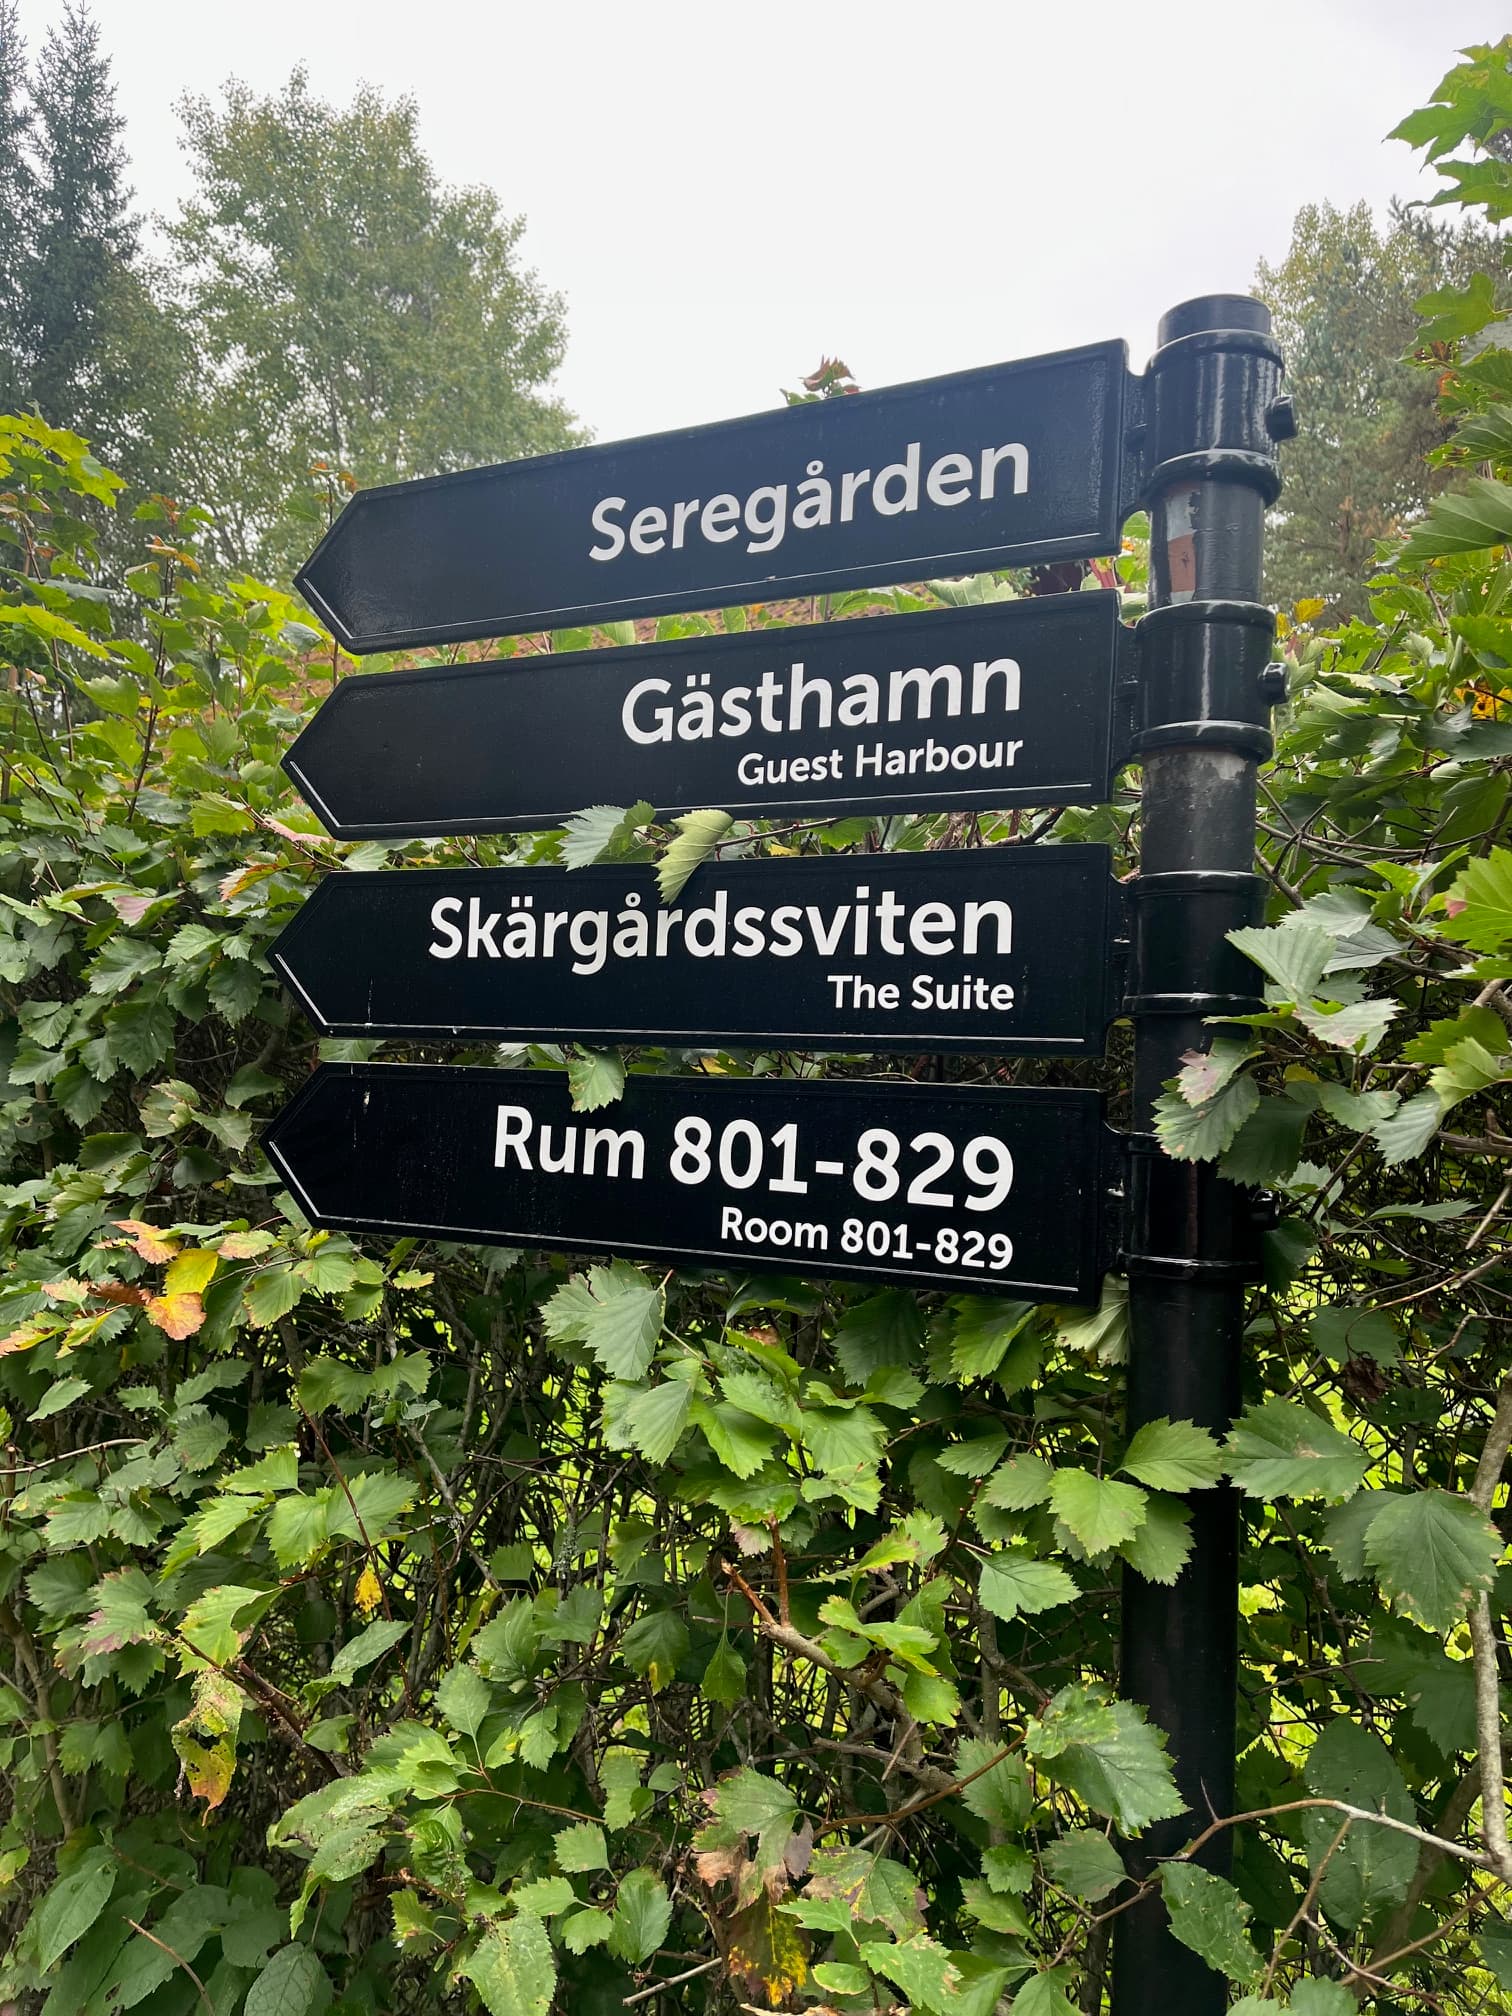 Seregården
Gästhamn
Guest Harbour
Skärgårdssviten
The Suite
Rum 801-829
Room 801-829